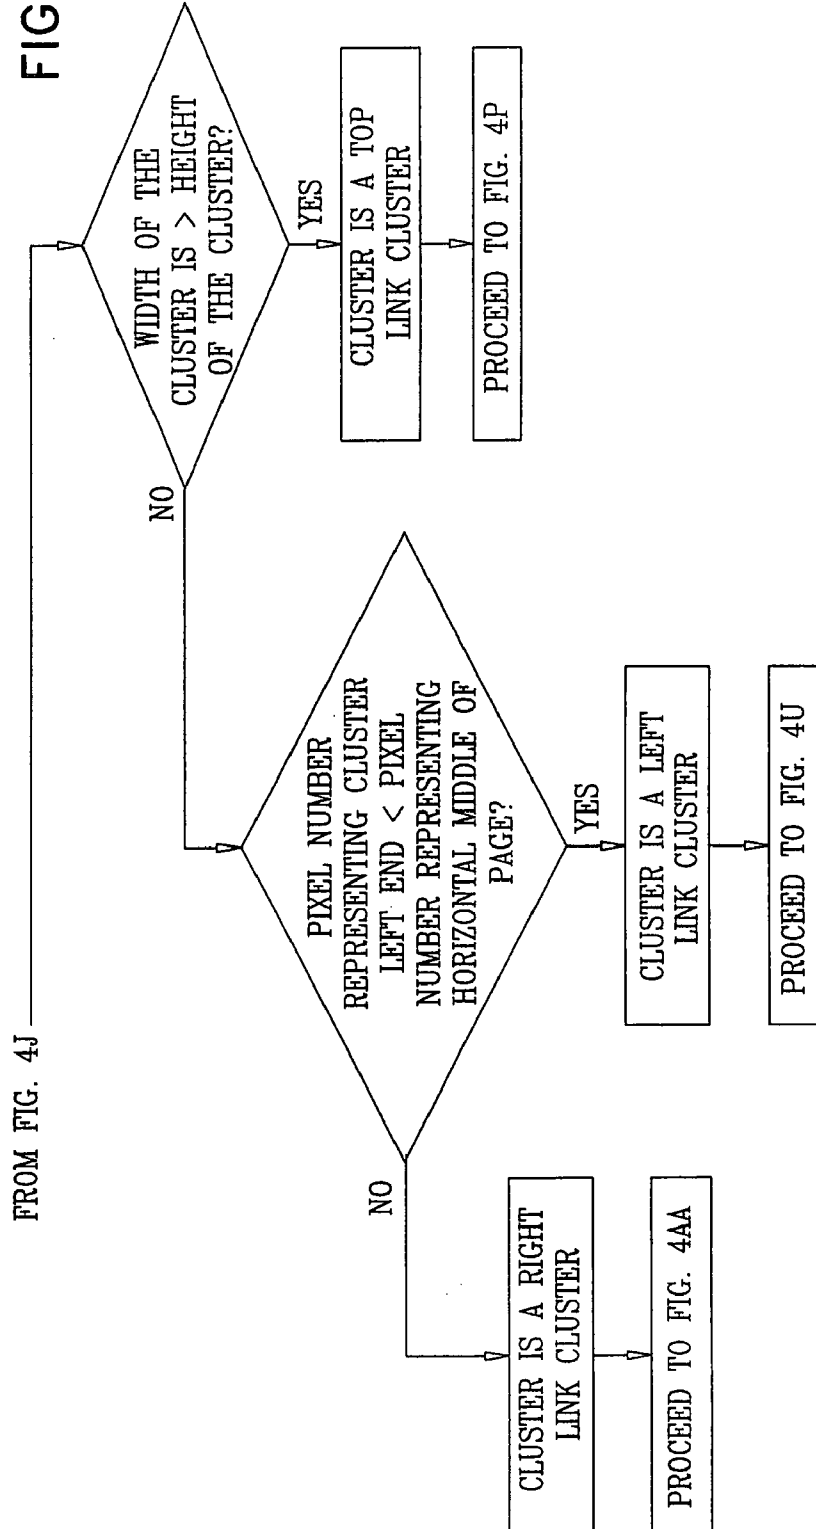 FIG
FROM FIG. 4J
WIDTH OF THE
CLUSTER IS > HEIGHT
OF THE CLUSTER?
NO
YES
CLUSTER IS A TOP
LINK CLUSTER
PROCEED TO FIG. 4P
PIXEL NUMBER
REPRESENTING CLUSTER
LEFT END < PIXEL
NUMBER REPRESENTING
HORIZONTAL MIDDLE OF
PAGE?
NO
YES
CLUSTER IS A LEFT
LINK CLUSTER
PROCEED TO FIG. 4U
CLUSTER IS A RIGHT
LINK CLUSTER
PROCEED TO FIG. 4AA